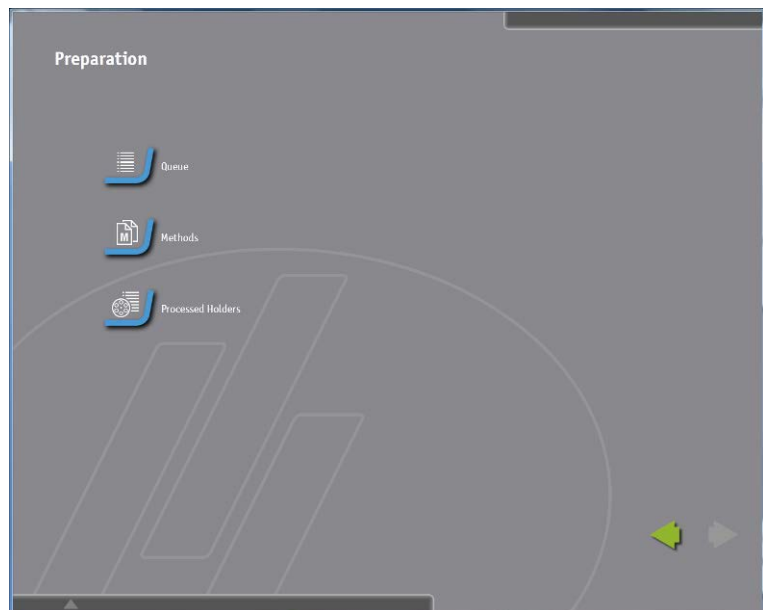 Preparation
Queue
M
Methods
Processed Holders